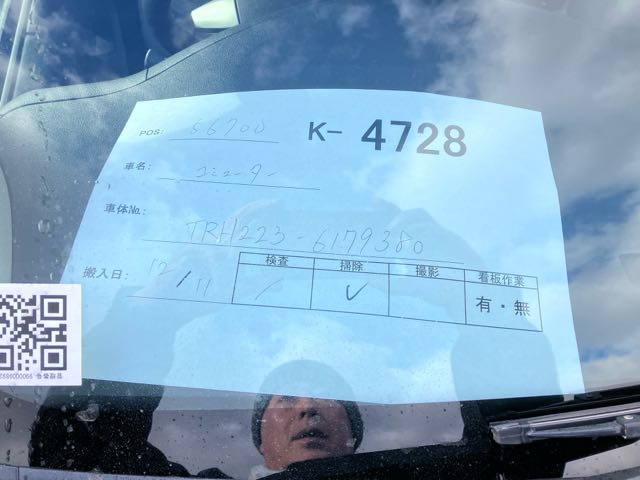 POS: 56700 K- 4728
車名: コミューター
車体№: TRH223-6179380
搬入日: 12/11
検査 掃除 撮影 看板作業
／ ✓ 有・無